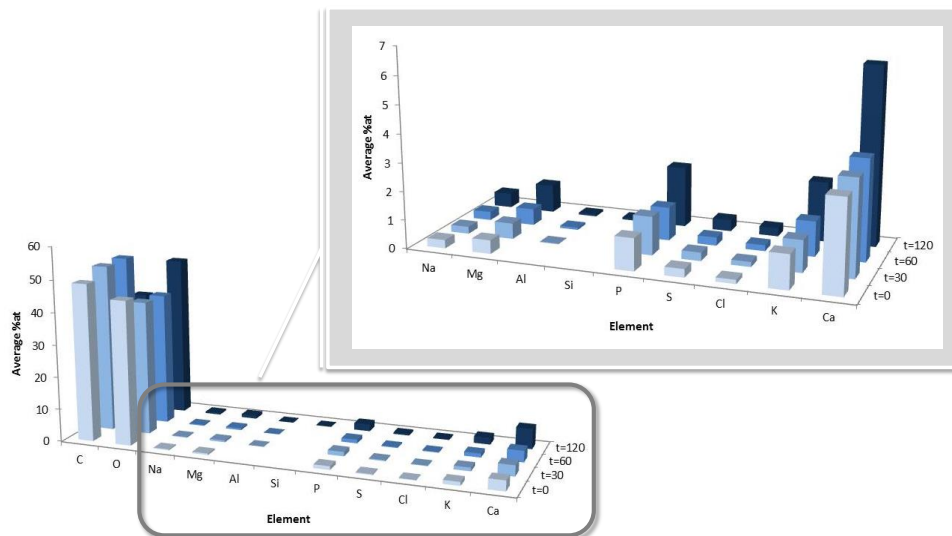 7
6
5
4
3
2
1
0
Average %at
Na Mg Al Si P S Cl K Ca
t=120
t=60
t=30
t=0
Element
60
50
40
30
20
10
0
Average %at
C O Na Mg Al Si P S Cl K Ca
t=120
t=60
t=30
t=0
Element